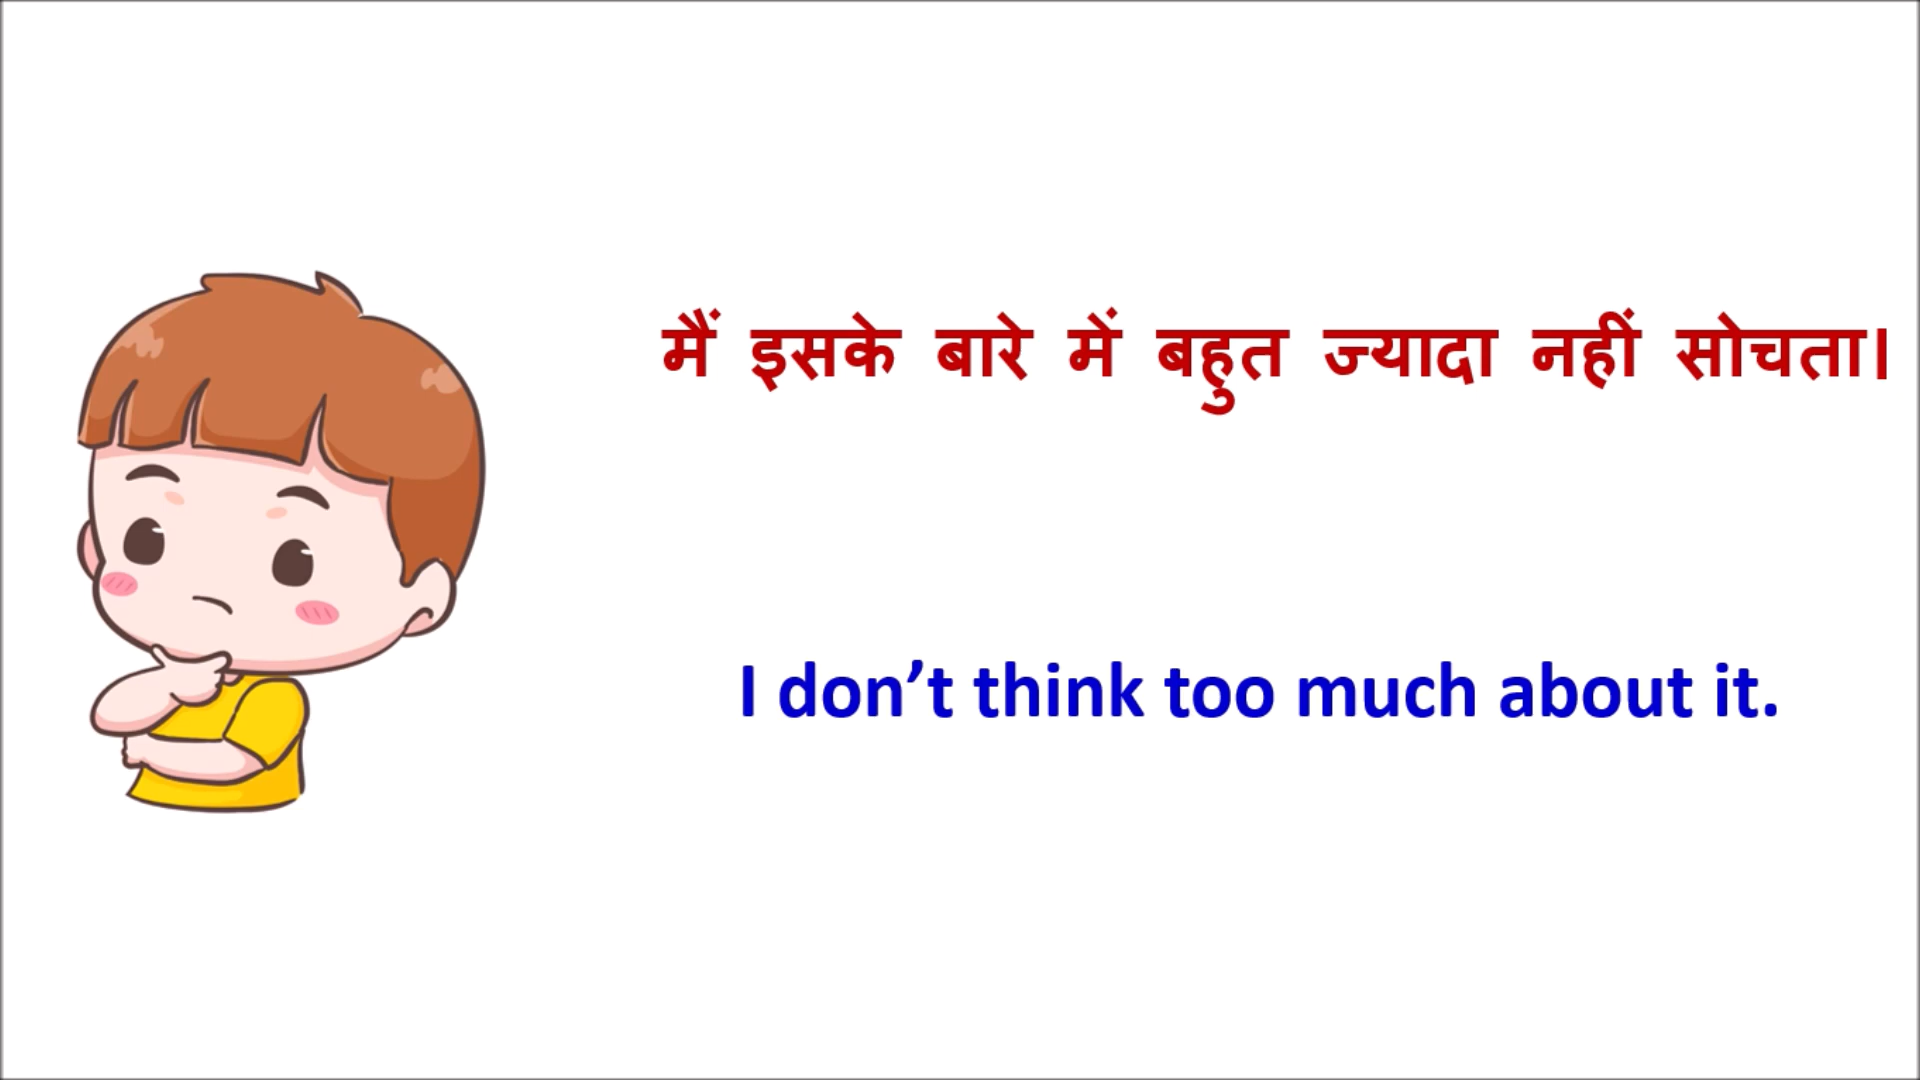 मैं इसके बारे में बहुत ज्यादा नहीं सोचता।
I don’t think too much about it.